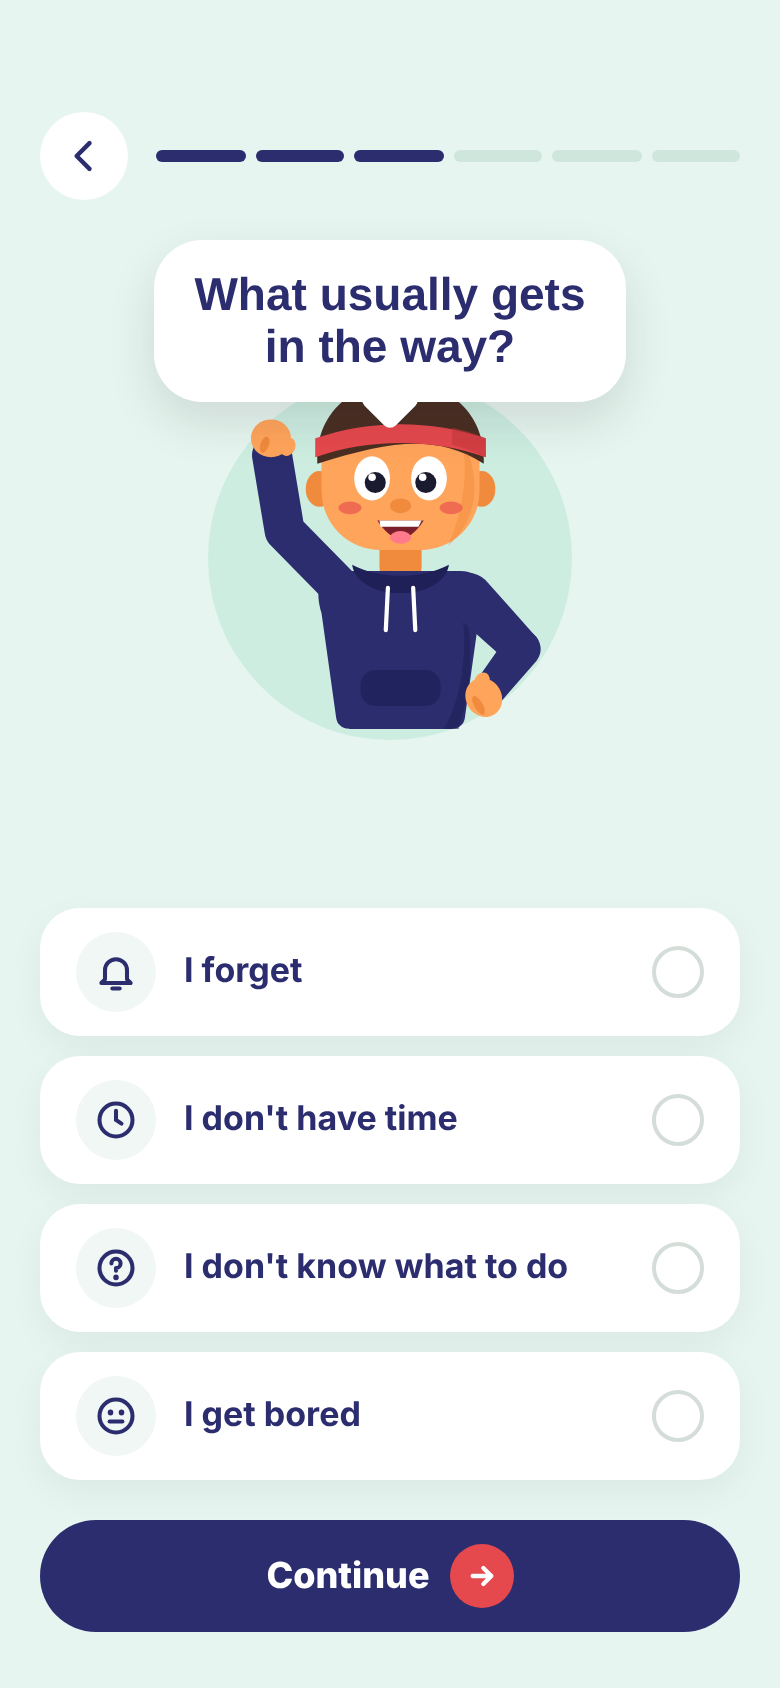 What usually gets
in the way?
I forget
I don't have time
I don't know what to do
I get bored
Continue